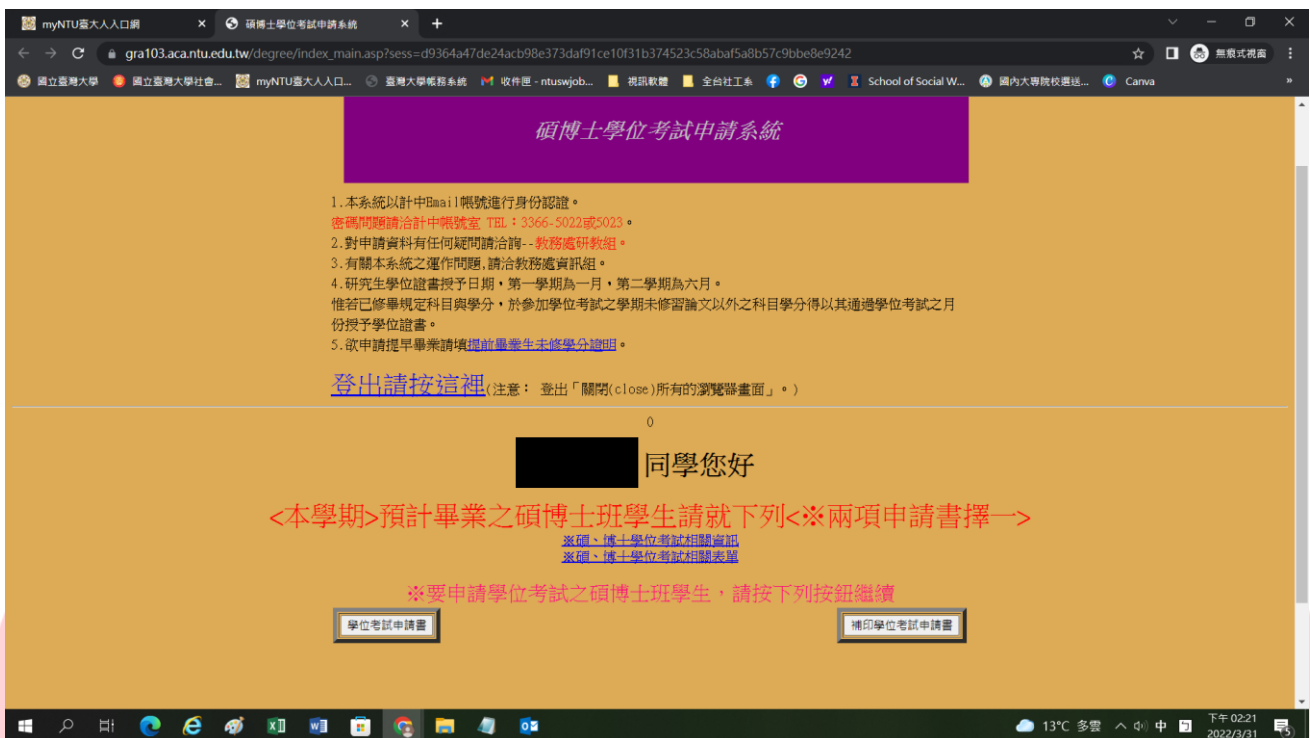 myNTU臺大人入口網
碩博士學位考試申請系統
gra103.aca.ntu.edu.tw/degree/index_main.asp?sess=d9364a47de24acb98e373daf91ce10f31b374523c58abaf5a8b57c9bbe8e9242
無痕式視窗
國立臺灣大學
國立臺灣大學社會...
myNTU臺大人入口...
臺灣大學帳務系統
收件匣 - ntuswjob...
視訊軟體
全台社工系
School of Social W...
國內大專院校選送...
Canva
»
碩博士學位考試申請系統
1.本系統以計中Email帳號進行身份認證。
密碼問題請洽計中帳號室 TEL:3366-5022或5023。
2.對申請資料有任何疑問請洽詢--教務處研教組。
3.有關本系統之運作問題,請洽教務處資訊組。
4.研究生學位證書授予日期,第一學期為一月,第二學期為六月。
惟若已修畢規定科目與學分,於參加學位考試之學期未修習論文以外之科目學分得以其通過學位考試之月
份授予學位證書。
5.欲申請提早畢業請填提前畢業生未修學分證明。
登出請按這裡(注意: 登出「關閉(close)所有的瀏覽器畫面」。)
0
同學您好
<本學期>預計畢業之碩博士班學生請就下列<※兩項申請書擇一>
※碩、博士學位考試相關資訊
※碩、博士學位考試相關表單
※要申請學位考試之碩博士班學生,請按下列按鈕繼續
學位考試申請書
補印學位考試申請書
13°C 多雲
中
下午 02:21
2022/3/31